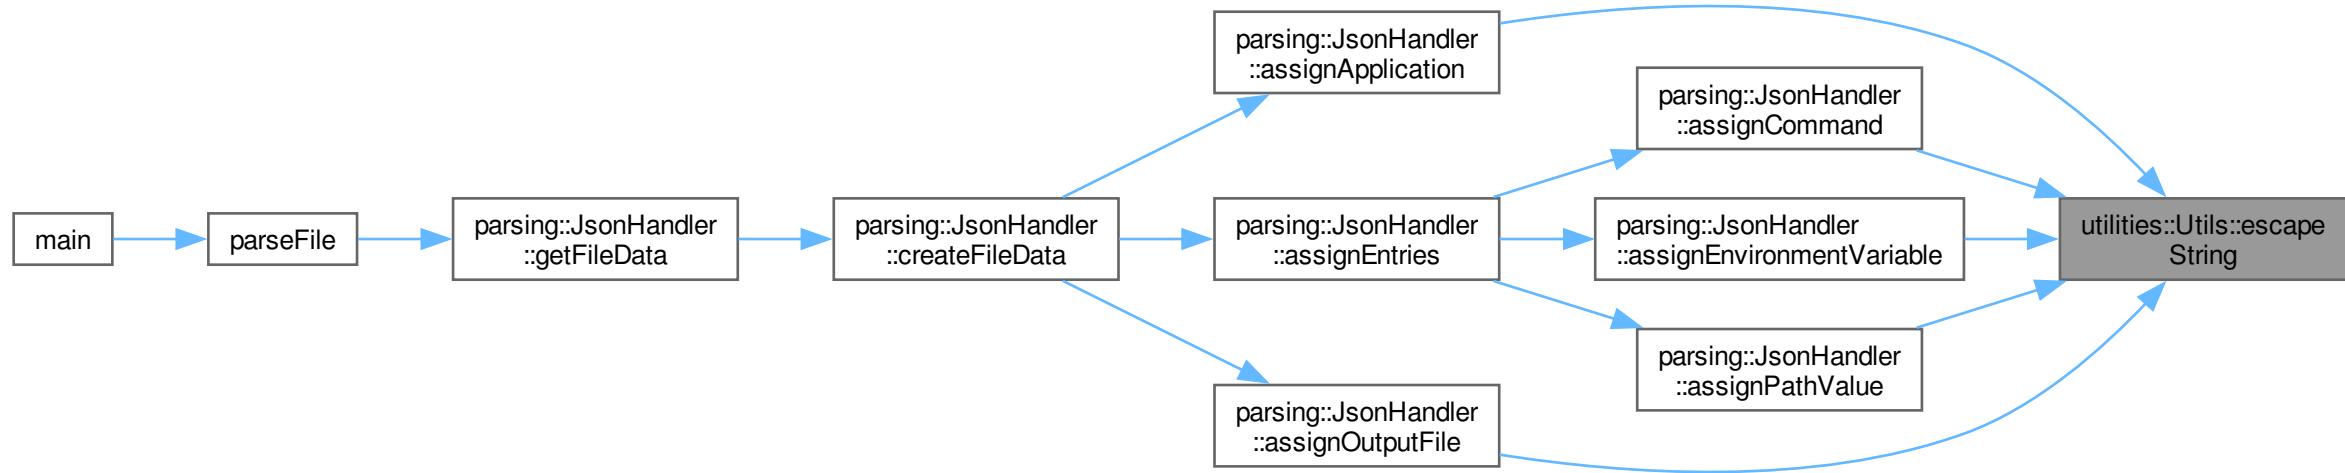 main
parseFile
parsing::JsonHandler
::getFileData
parsing::JsonHandler
::createFileData
parsing::JsonHandler
::assignApplication
parsing::JsonHandler
::assignEntries
parsing::JsonHandler
::assignOutputFile
parsing::JsonHandler
::assignCommand
parsing::JsonHandler
::assignEnvironmentVariable
parsing::JsonHandler
::assignPathValue
utilities::Utils::escape
String